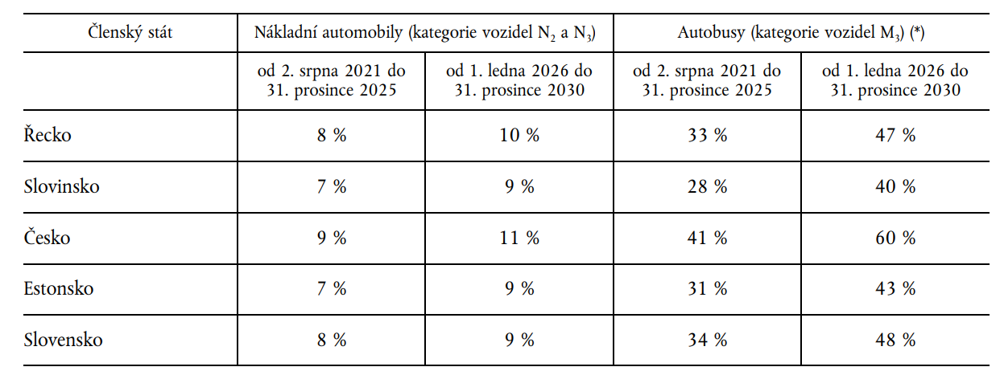 Členský stát Nákladní automobily (kategorie vozidel N₂ a N₃) Autobusy (kategorie vozidel M₃) (*)
od 2. srpna 2021 do od 1. ledna 2026 do od 2. srpna 2021 do od 1. ledna 2026 do
31. prosince 2025 31. prosince 2030 31. prosince 2025 31. prosince 2030
Řecko 8 % 10 % 33 % 47 %
Slovinsko 7 % 9 % 28 % 40 %
Česko 9 % 11 % 41 % 60 %
Estonsko 7 % 9 % 31 % 43 %
Slovensko 8 % 9 % 34 % 48 %